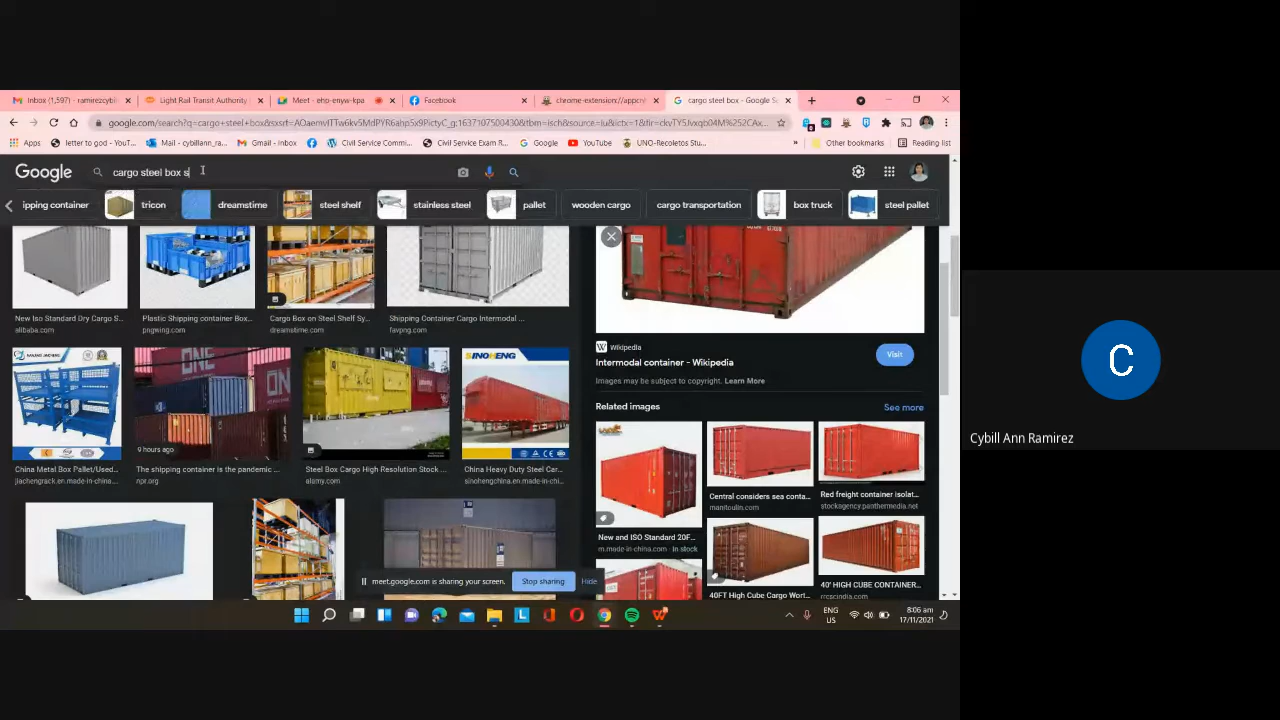 Inbox (1,597) - ramirezcybil
Light Rail Transit Authority
Meet - ehp-enyw-kpa
Facebook
chrome-extension://appcn
cargo steel box - Google Se
Apps
letter to god - YouT...
Mail - cybillann_ra...
Gmail - Inbox
Civil Service Commi...
Civil Service Exam R...
Google
YouTube
UNO-Recoletos Stu...
»
Other bookmarks
Reading list
Google
cargo steel box s
ipping container
tricon
dreamstime
steel shelf
stainless steel
pallet
wooden cargo
cargo transportation
box truck
steel pallet
New Iso Standard Dry Cargo S...
alibaba.com
Plastic Shipping container Box...
pngwing.com
Cargo Box on Steel Shelf Sy...
dreamstime.com
Shipping Container Cargo Intermodal ...
favpng.com
Wikipedia
Intermodal container - Wikipedia
Visit
Images may be subject to copyright. Learn More
Related images
See more
ONE
SINOHENG
9 hours ago
China Metal Box Pallet/Used...
jiachengrack.en.made-in-china...
The shipping container is the pandemic ...
npr.org
Steel Box Cargo High Resolution Stock ...
alamy.com
China Heavy Duty Steel Car...
sinohengchina.en.made-in-chi...
New and ISO Standard 20F...
m.made-in-china.com · In stock
Central considers sea conta...
manitoulin.com
Red freight container isolat...
stockagency.panthermedia.net
40FT High Cube Cargo Worl...
40' HIGH CUBE CONTAINER...
rrcscindia.com
meet.google.com is sharing your screen.
Stop sharing
Hide
ENG
US
8:06 am
17/11/2021
C
Cybill Ann Ramirez